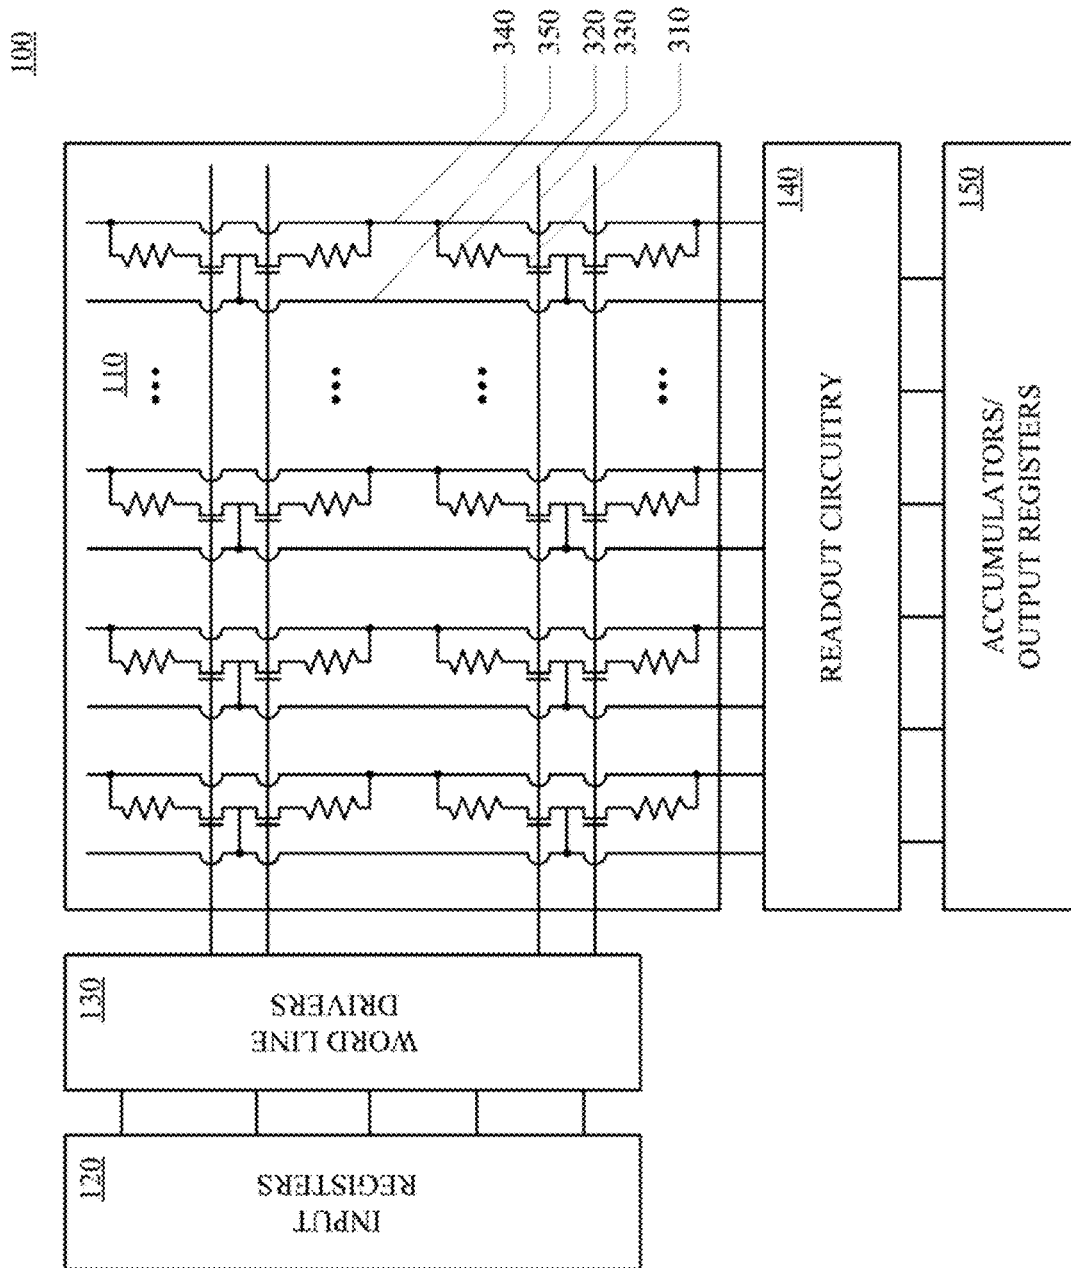 100
340
350
320
330
310
110
140
READOUT CIRCUITRY
150
ACCUMULATORS/
OUTPUT REGISTERS
130
WORD LINE
DRIVERS
120
INPUT
REGISTERS